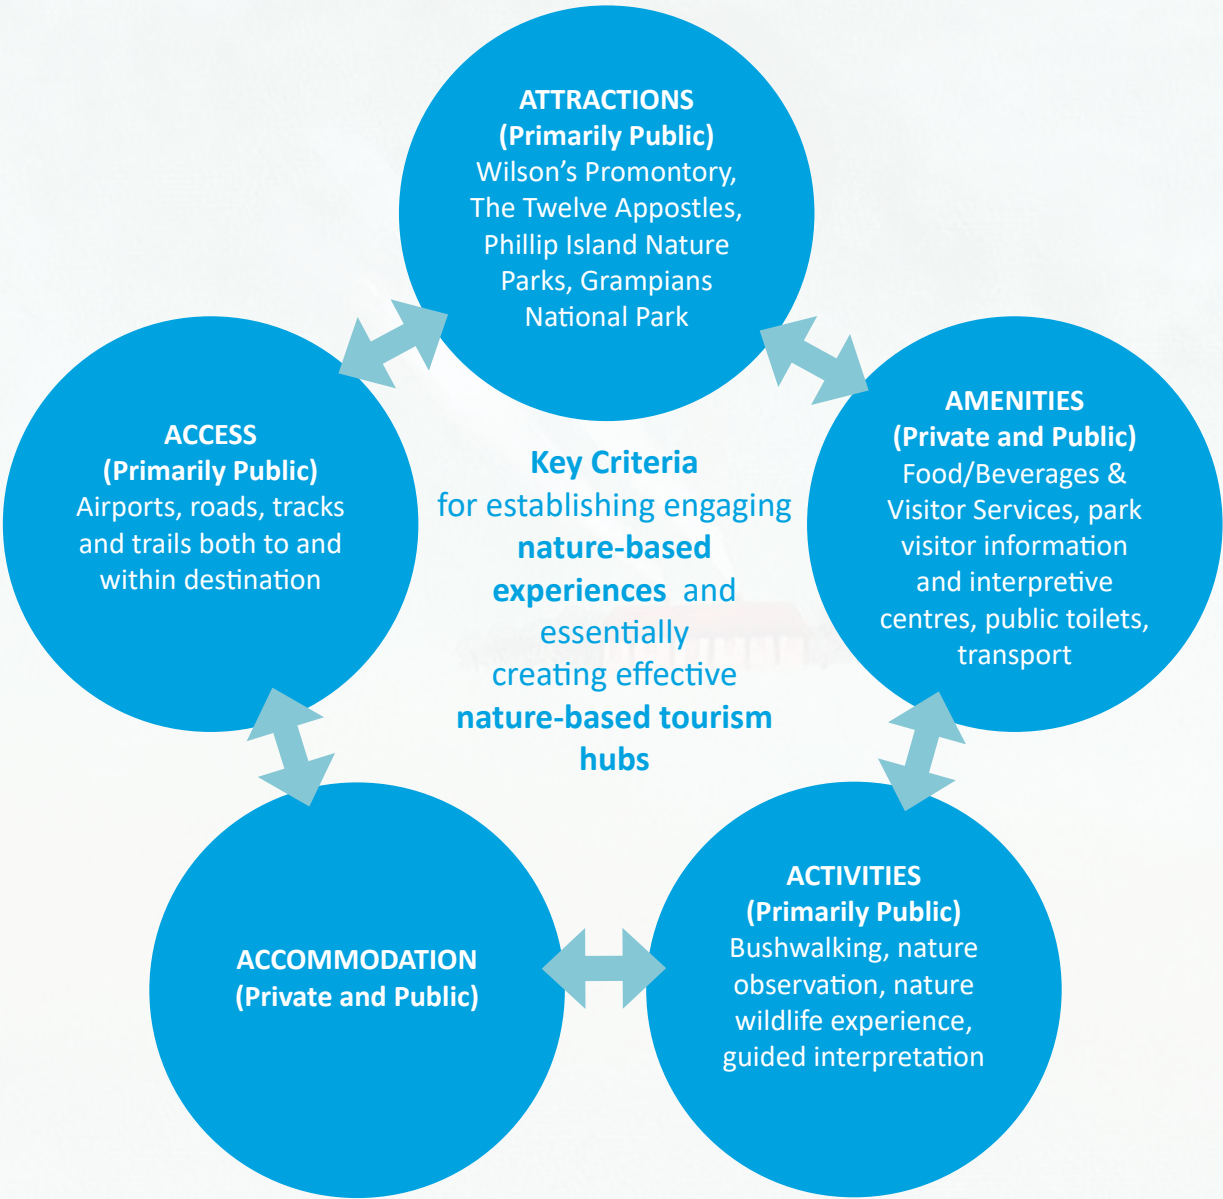 ATTRACTIONS
(Primarily Public)
Wilson’s Promontory,
The Twelve Appostles,
Phillip Island Nature
Parks, Grampians
National Park
ACCESS
(Primarily Public)
Airports, roads, tracks
and trails both to and
within destination
Key Criteria
for establishing engaging
nature-based
experiences and
essentially
creating effective
nature-based tourism
hubs
AMENITIES
(Private and Public)
Food/Beverages &
Visitor Services, park
visitor information
and interpretive
centres, public toilets,
transport
ACCOMMODATION
(Private and Public)
ACTIVITIES
(Primarily Public)
Bushwalking, nature
observation, nature
wildlife experience,
guided interpretation